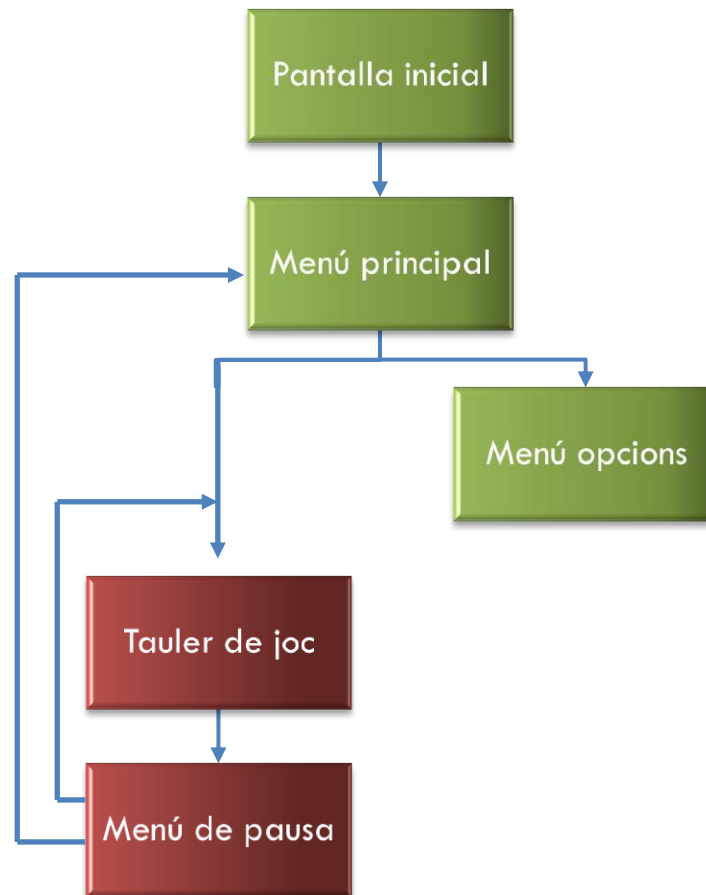 Pantalla inicial
Menú principal
Menú opcions
Tauler de joc
Menú de pausa